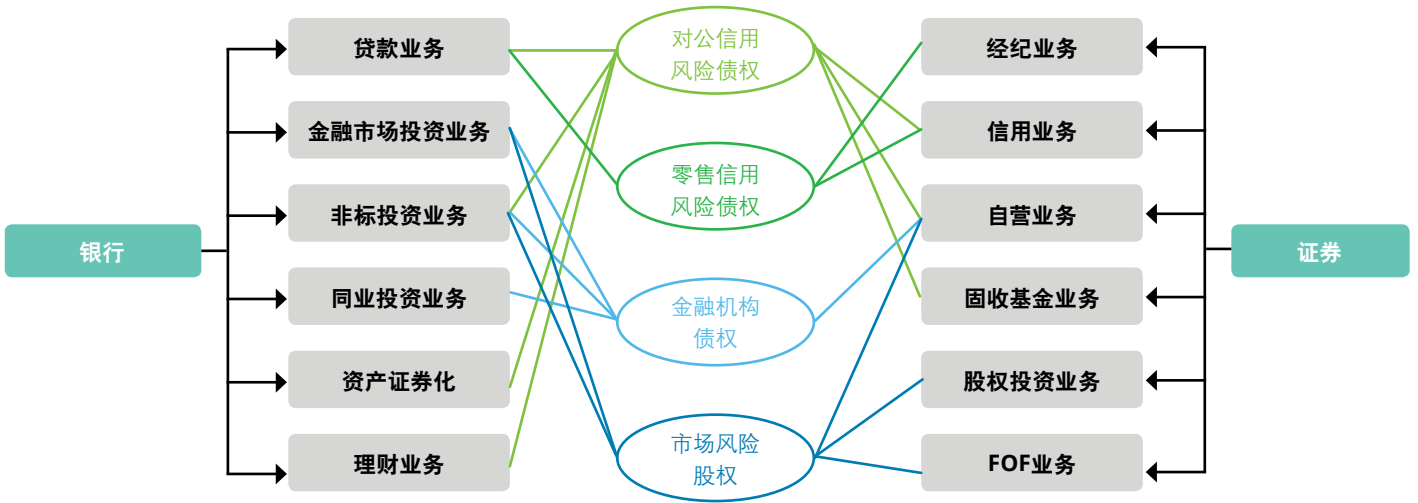 银行
贷款业务
金融市场投资业务
非标投资业务
同业投资业务
资产证券化
理财业务
对公信用
风险债权
零售信用
风险债权
金融机构
债权
市场风险
股权
经纪业务
信用业务
自营业务
固收基金业务
股权投资业务
FOF业务
证券